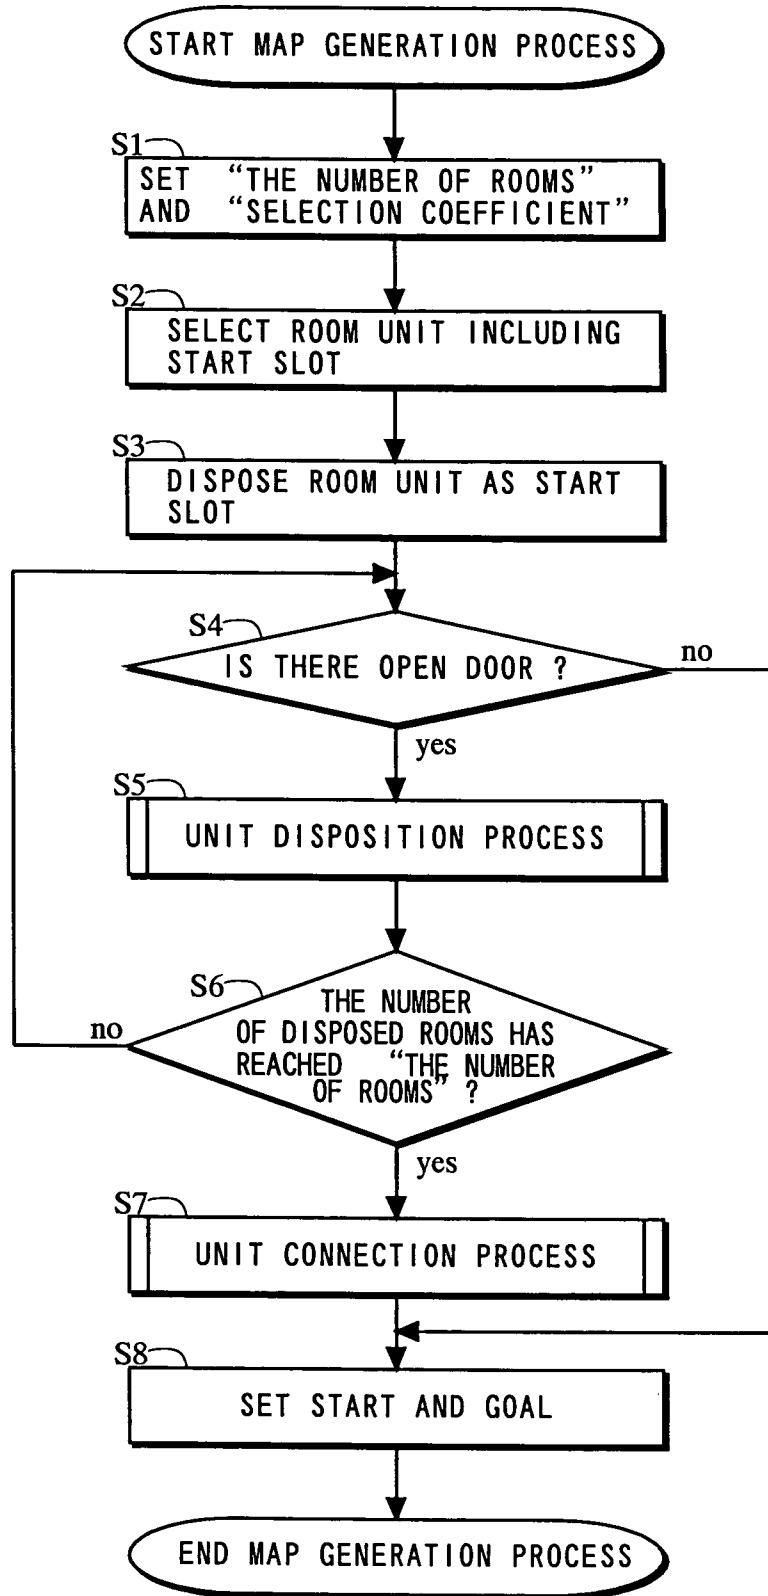 START MAP GENERATION PROCESS
S1
SET “THE NUMBER OF ROOMS”
AND “SELECTION COEFFICIENT”
S2
SELECT ROOM UNIT INCLUDING
START SLOT
S3
DISPOSE ROOM UNIT AS START
SLOT
S4
IS THERE OPEN DOOR ?
no
yes
S5
UNIT DISPOSITION PROCESS
S6
THE NUMBER
OF DISPOSED ROOMS HAS
REACHED “THE NUMBER
OF ROOMS” ?
no
yes
S7
UNIT CONNECTION PROCESS
S8
SET START AND GOAL
END MAP GENERATION PROCESS